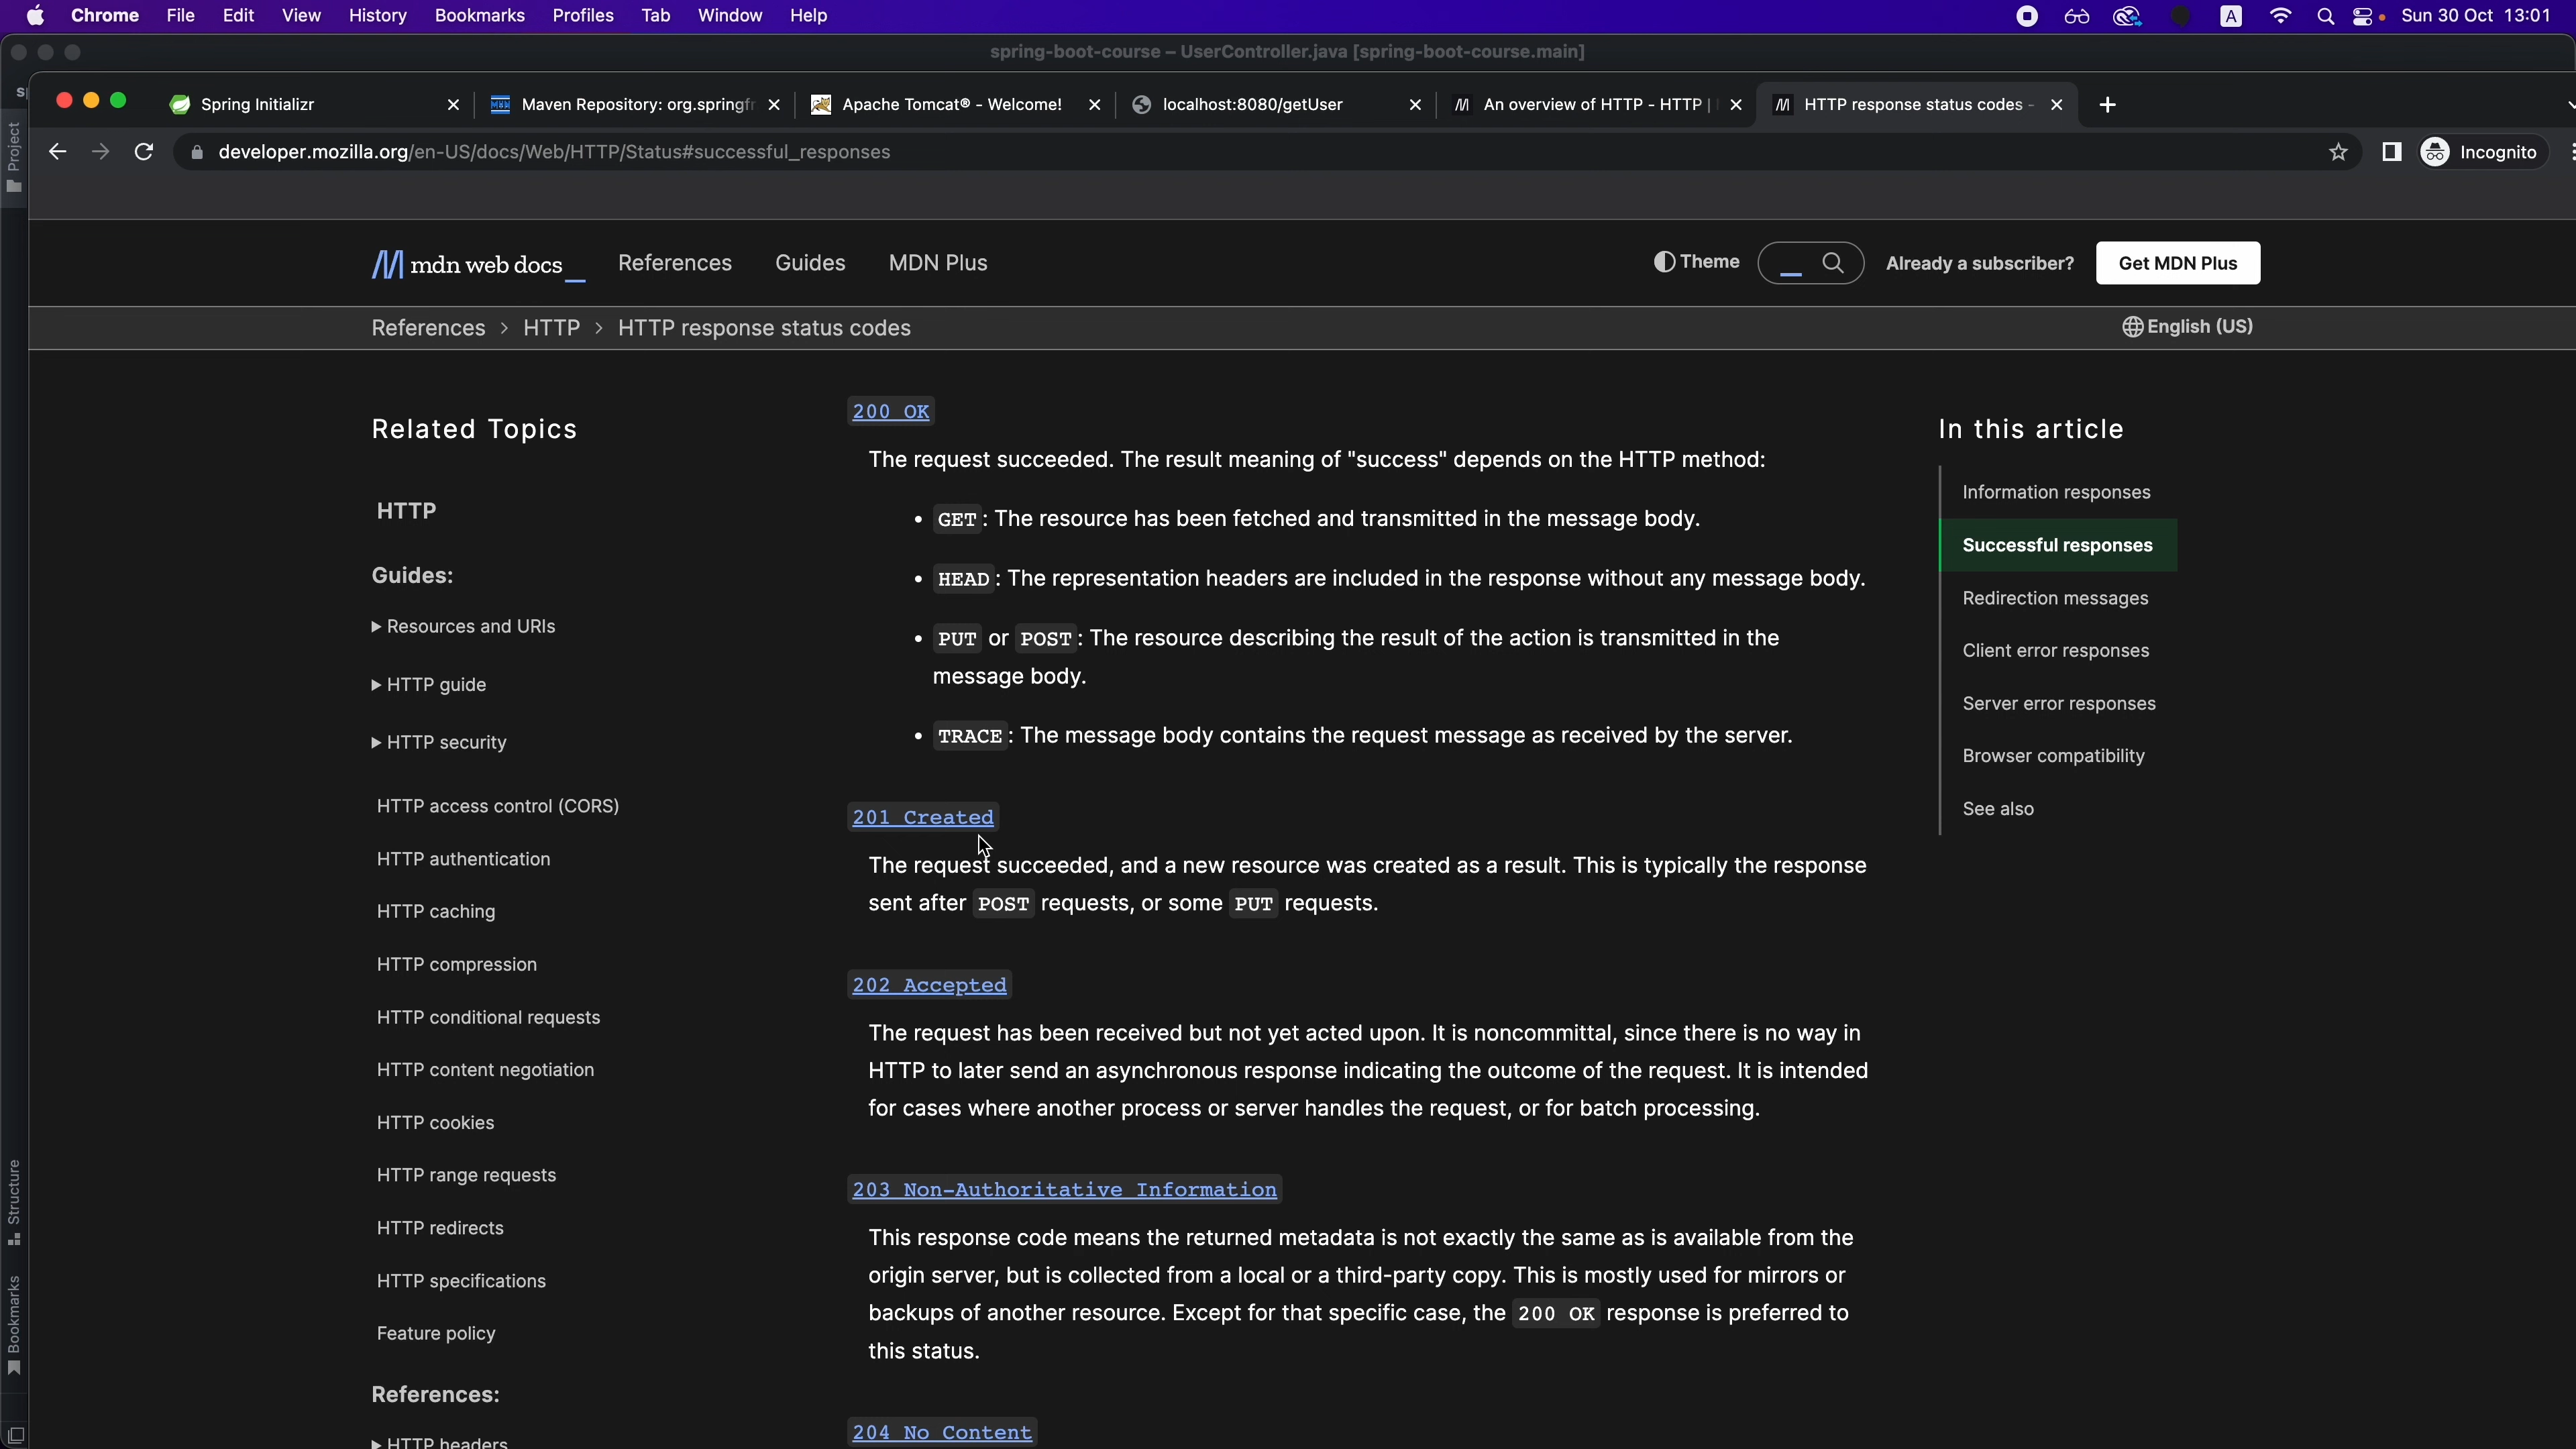 Chrome File Edit View History Bookmarks Profiles Tab Window Help
A Sun 30 Oct 13:01
spring-boot-course – UserController.java [spring-boot-course.main]
Spring Initializr
Maven Repository: org.springfr
Apache Tomcat® - Welcome!
localhost:8080/getUser
An overview of HTTP - HTTP |
HTTP response status codes -
developer.mozilla.org/en-US/docs/Web/HTTP/Status#successful_responses
Incognito
Project
Structure
Bookmarks
mdn web docs_
References
Guides
MDN Plus
Theme
Already a subscriber?
Get MDN Plus
References > HTTP > HTTP response status codes
English (US)
Related Topics
HTTP
Guides:
Resources and URIs
HTTP guide
HTTP security
HTTP access control (CORS)
HTTP authentication
HTTP caching
HTTP compression
HTTP conditional requests
HTTP content negotiation
HTTP cookies
HTTP range requests
HTTP redirects
HTTP specifications
Feature policy
References:
HTTP headers
200 OK
The request succeeded. The result meaning of "success" depends on the HTTP method:
• GET: The resource has been fetched and transmitted in the message body.
• HEAD: The representation headers are included in the response without any message body.
• PUT or POST: The resource describing the result of the action is transmitted in the
message body.
• TRACE: The message body contains the request message as received by the server.
201 Created
The request succeeded, and a new resource was created as a result. This is typically the response
sent after POST requests, or some PUT requests.
202 Accepted
The request has been received but not yet acted upon. It is noncommittal, since there is no way in
HTTP to later send an asynchronous response indicating the outcome of the request. It is intended
for cases where another process or server handles the request, or for batch processing.
203 Non-Authoritative Information
This response code means the returned metadata is not exactly the same as is available from the
origin server, but is collected from a local or a third-party copy. This is mostly used for mirrors or
backups of another resource. Except for that specific case, the 200 OK response is preferred to
this status.
204 No Content
In this article
Information responses
Successful responses
Redirection messages
Client error responses
Server error responses
Browser compatibility
See also